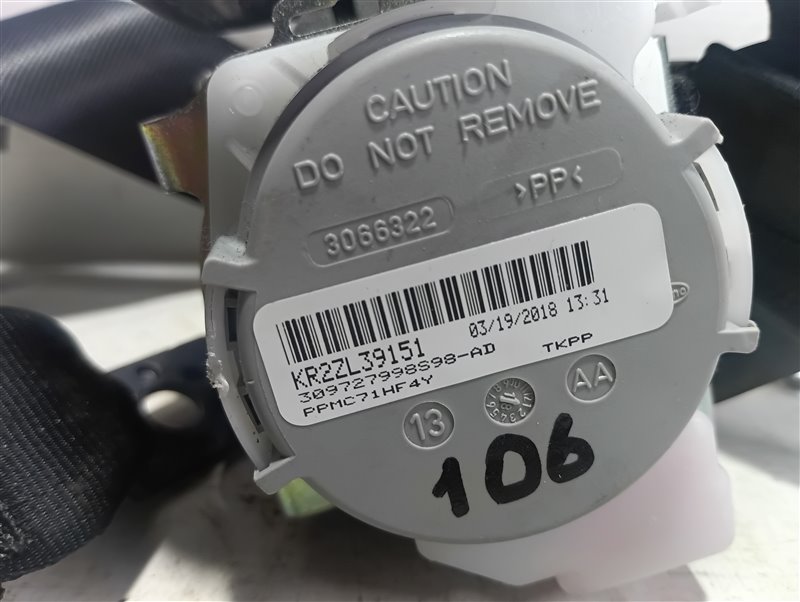 CAUTION
DO NOT REMOVE
3066322
>PP<
03/19/2018 13:31
KR2ZL39151
309727998S98-AD TKPP
PPMC71HF4Y
13
11
AA
106